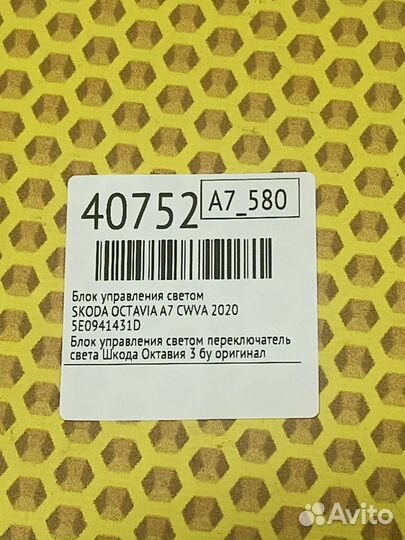 40752
A7_580
Блок управления светом
SKODA OCTAVIA A7 CWVA 2020
5E0941431D
Блок управления светом переключатель
света Шкода Октавия 3 бу оригинал
Avito